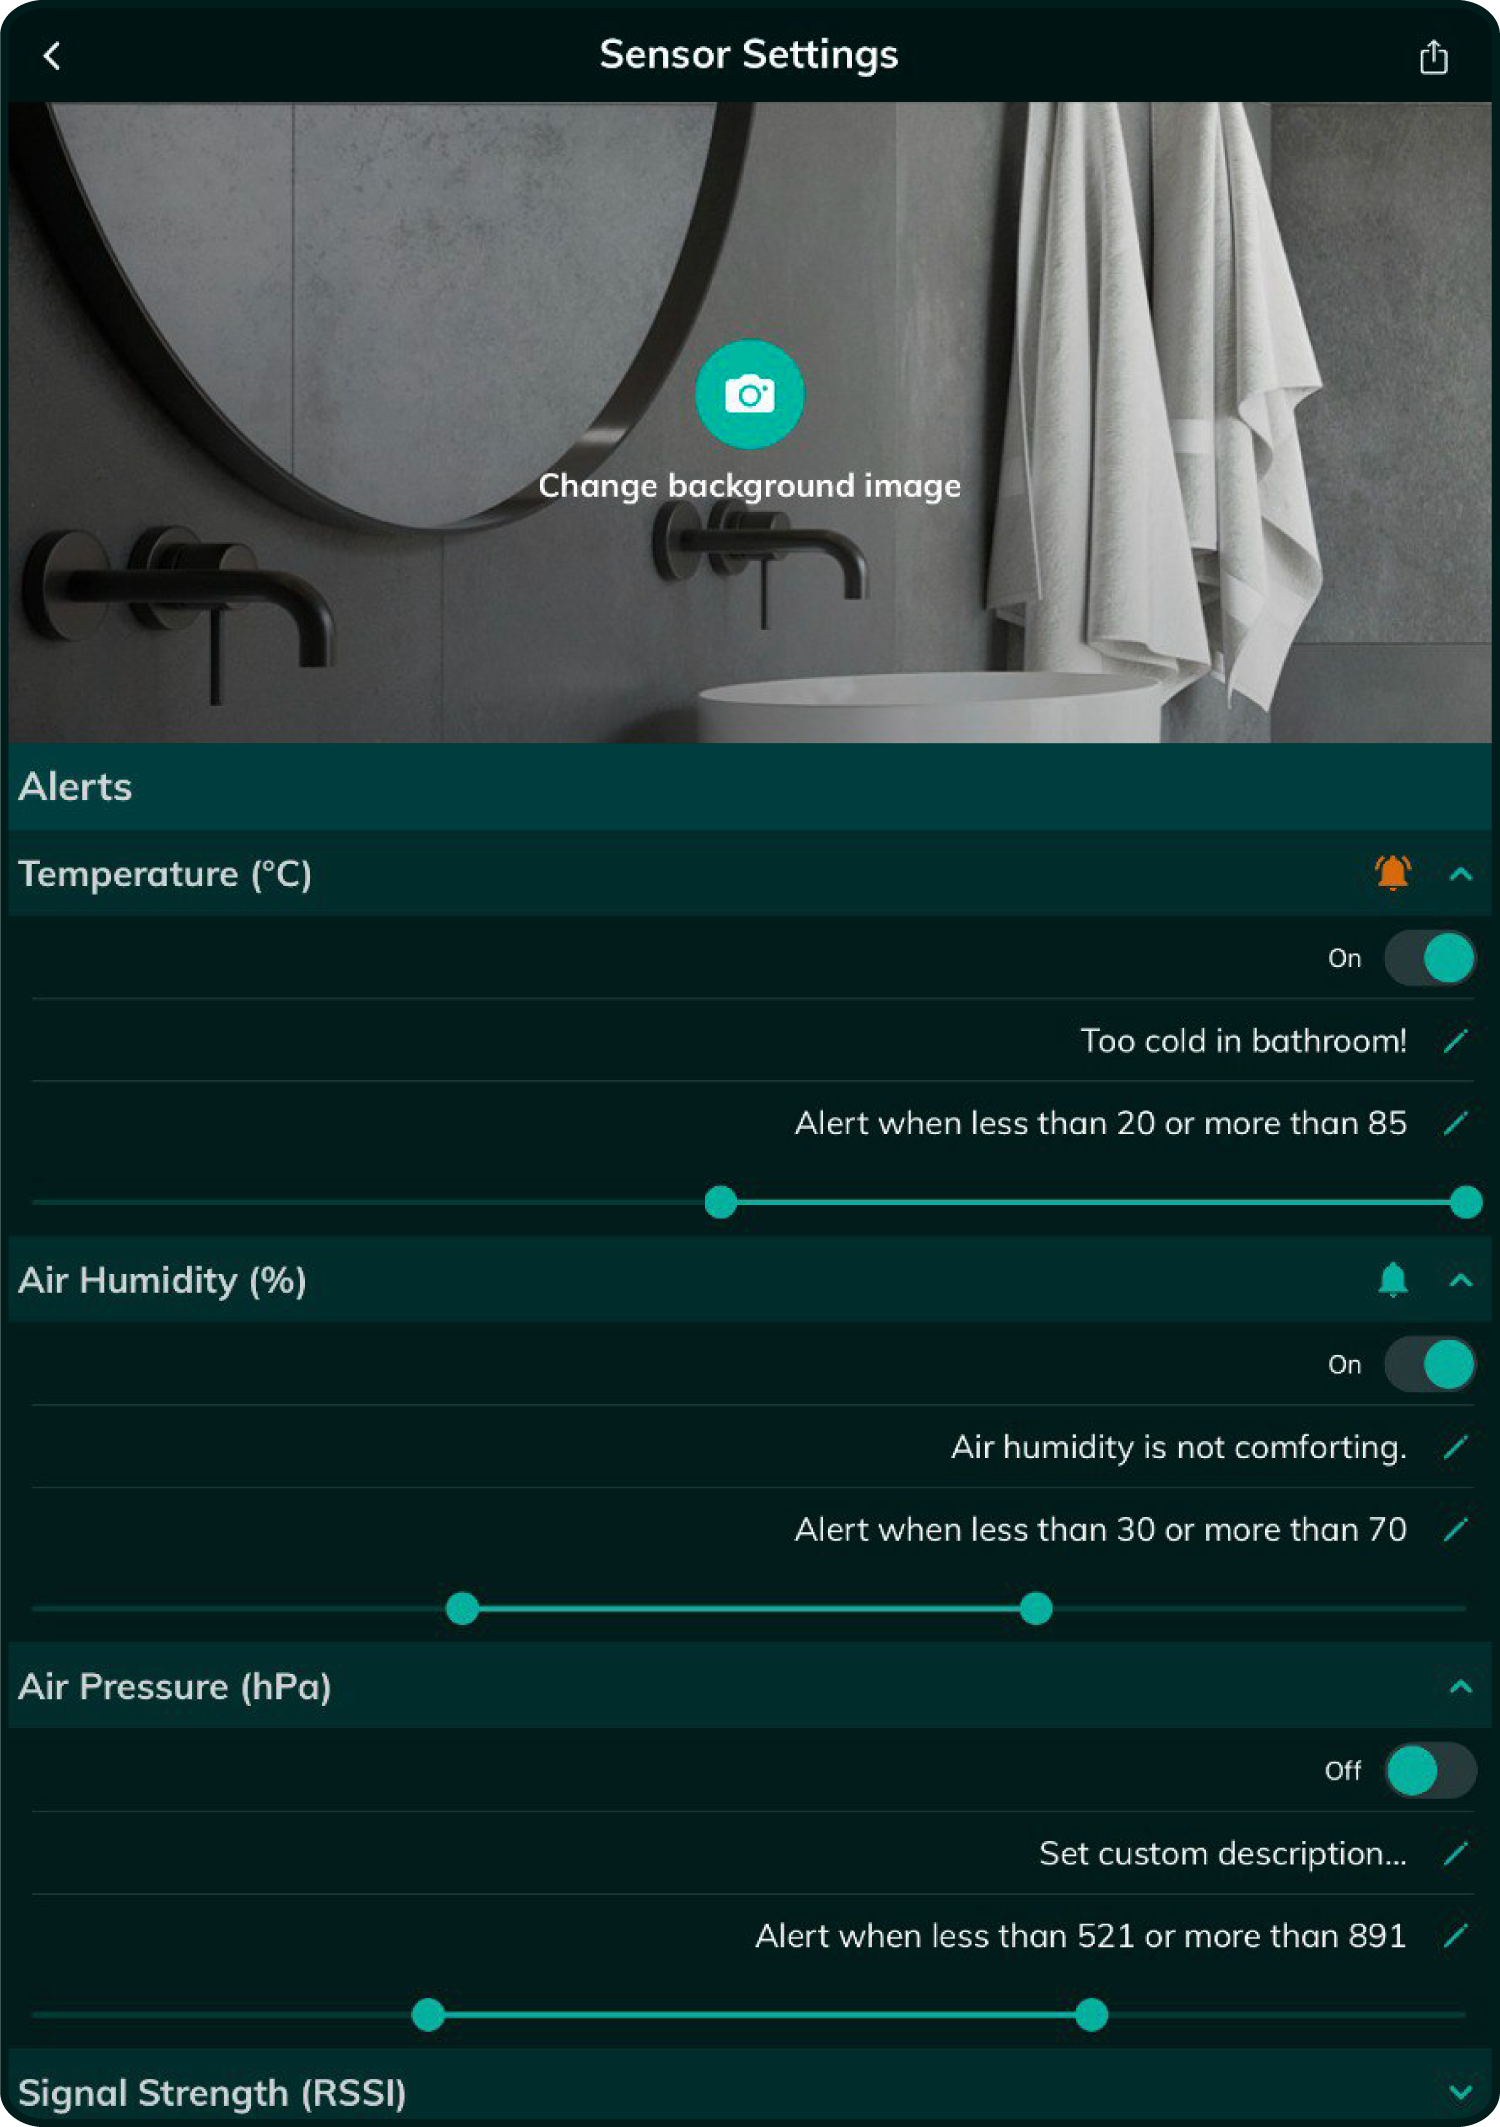 Sensor Settings
Change background image
Alerts
Temperature (°C)
On
Too cold in bathroom!
Alert when less than 20 or more than 85
Air Humidity (%)
On
Air humidity is not comforting.
Alert when less than 30 or more than 70
Air Pressure (hPa)
Off
Set custom description...
Alert when less than 521 or more than 891
Signal Strength (RSSI)